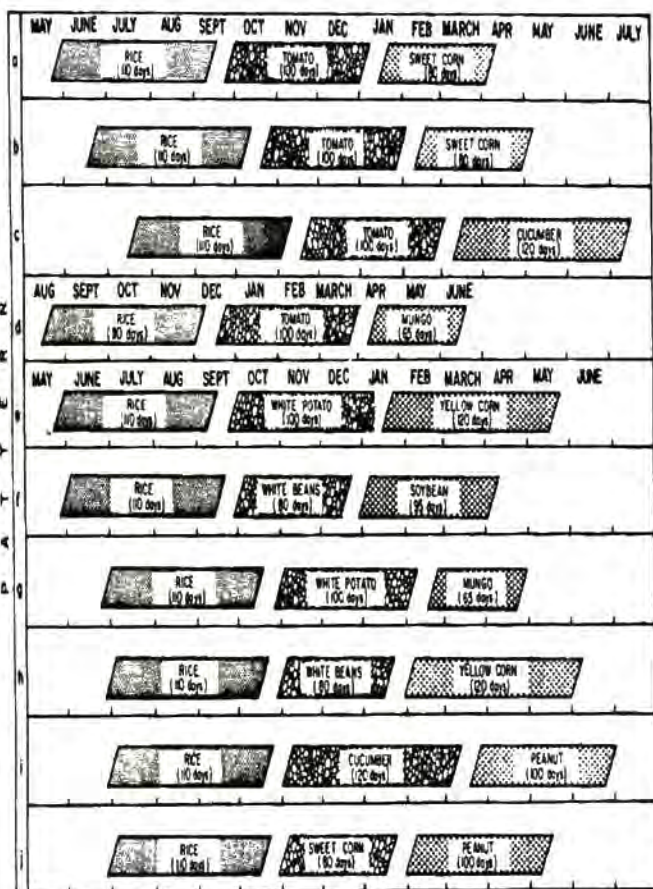 MAY JUNE JULY AUG SEPT OCT NOV DEC JAN FEB MARCH APR MAY JUNE JULY
a
RICE
(110 days)
TOMATO
(100 days)
SWEET CORN
(80 days)
b
RICE
(110 days)
TOMATO
(100 days)
SWEET CORN
(80 days)
c
RICE
(110 days)
TOMATO
(100 days)
CUCUMBER
(120 days)
PATTERN
AUG SEPT OCT NOV DEC JAN FEB MARCH APR MAY JUNE
d
RICE
days)
TOMATO
(100 days)
MUNGO
(65 days)
MAY JUNE JULY AUG SEPT OCT NOV DEC JAN FEB MARCH APR MAY JUNE
e
RICE
(110 days)
WHITE POTATO
(100 days)
YELLOW CORN
(120 days)
f
RICE
(110 days)
WHITE BEANS
(80 days)
SOYBEAN
(95 days)
g
RICE
(110 days)
WHITE POTATO
(100 days)
MUNGO
(65 days)
h
RICE
(110 days)
WHITE BEANS
(80 days)
YELLOW CORN
(120 days)
i
RICE
(110 days)
CUCUMBER
(120 days)
PEANUT
(100 days)
j
RICE
(110 days)
SWEET CORN
(80 days)
PEANUT
(100 days)